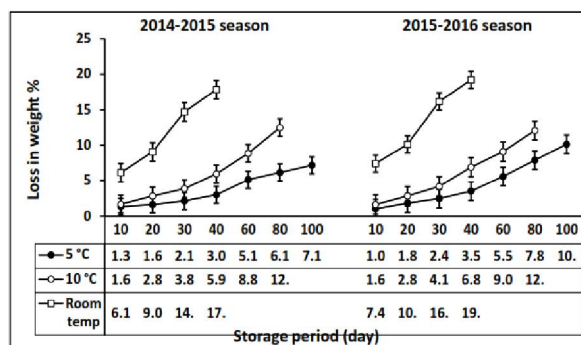 2014-2015 season 2015-2016 season
Loss in weight %
25
20
15
10
5
0
10 20 30 40 60 80 100 10 20 30 40 60 80 100
5 °C 1.3 1.6 2.1 3.0 5.1 6.1 7.1 1.0 1.8 2.4 3.5 5.5 7.8 10.
10 °C 1.6 2.8 3.8 5.9 8.8 12. 1.6 2.8 4.1 6.8 9.0 12.
Room temp 6.1 9.0 14. 17. 7.4 10. 16. 19.
Storage period (day)